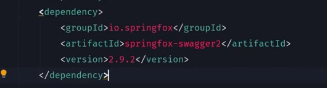 <dependency>
<groupId>io.springfox</groupId>
<artifactId>springfox-swagger2</artifactId>
<version>2.9.2</version>
</dependency>